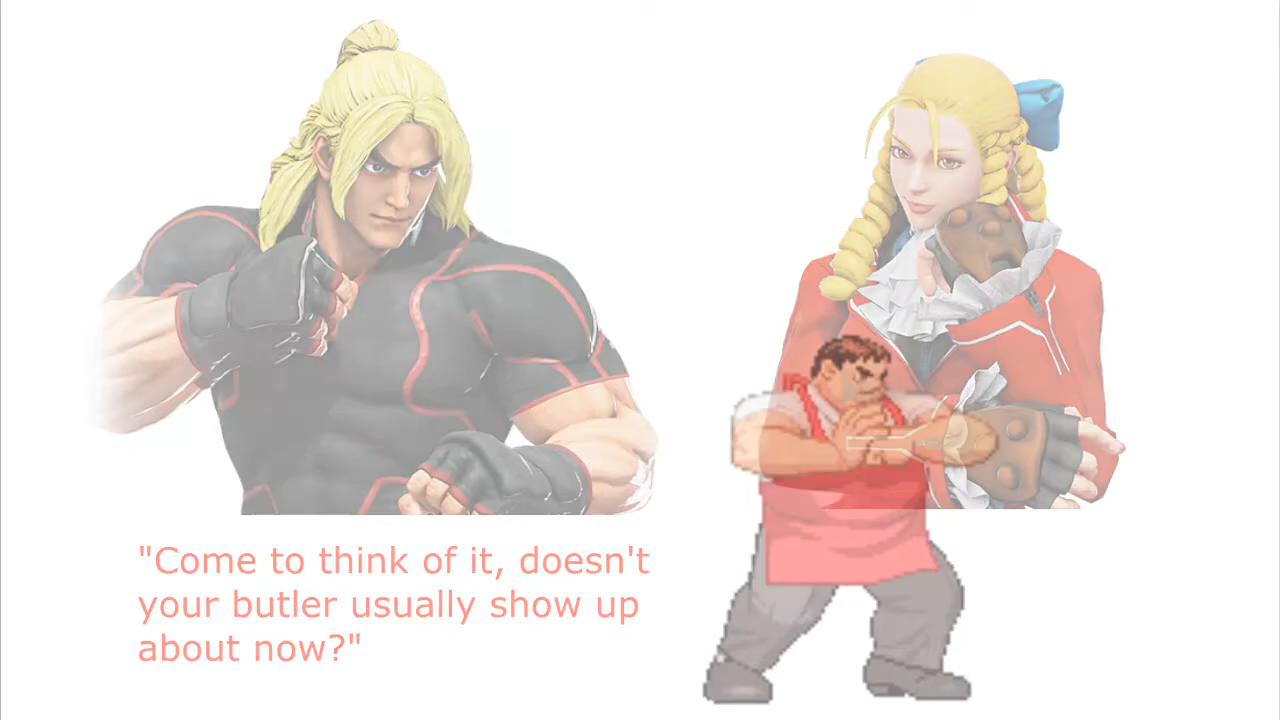 "Come to think of it, doesn't
your butler usually show up
about now?"